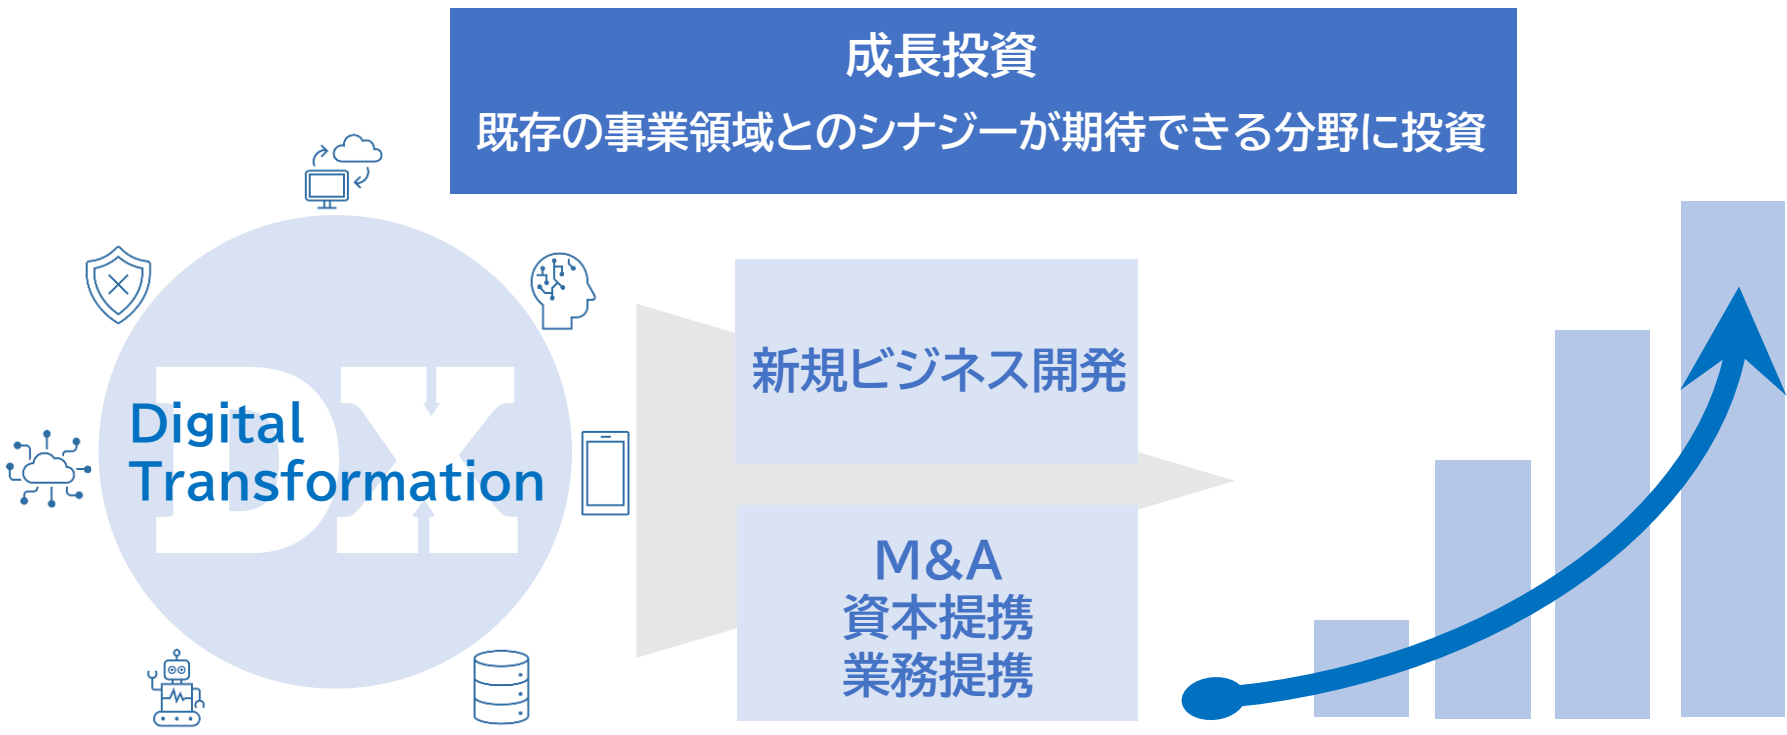 成長投資
既存の事業領域とのシナジーが期待できる分野に投資
DX
Digital
Transformation
新規ビジネス開発
M&A
資本提携
業務提携